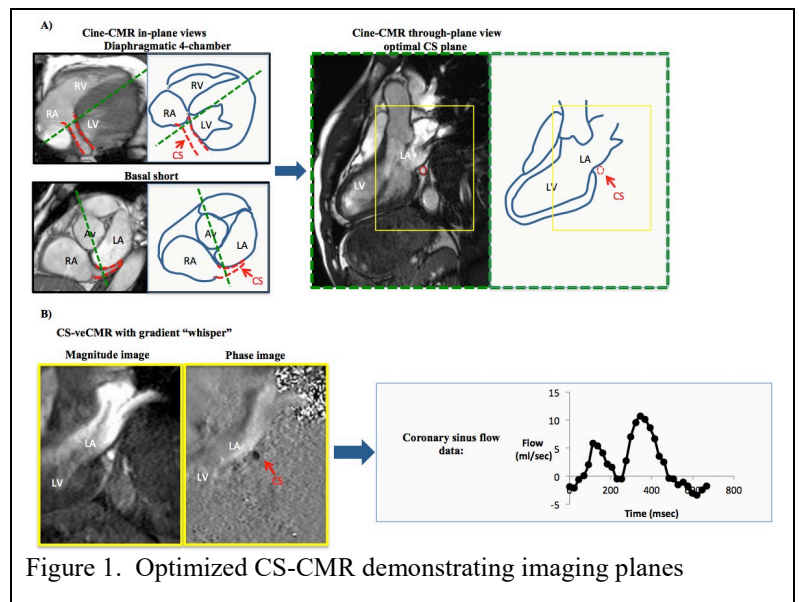 A)
Cine-CMR in-plane views
Diaphragmatic 4-chamber
RV
RA
LV
RV
RA
LV
CS
Basal short
Av
LA
RA
Av
LA
RA
CS
Cine-CMR through-plane view
optimal CS plane
LA
LV
LA
LV
CS
B)
CS-veCMR with gradient “whisper”
Magnitude image
Phase image
LA
LV
LA
LV
CS
Coronary sinus flow
data:
Flow
(ml/sec)
15
10
5
0
-5
0 200 400 600 800
Time (msec)
Figure 1. Optimized CS-CMR demonstrating imaging planes